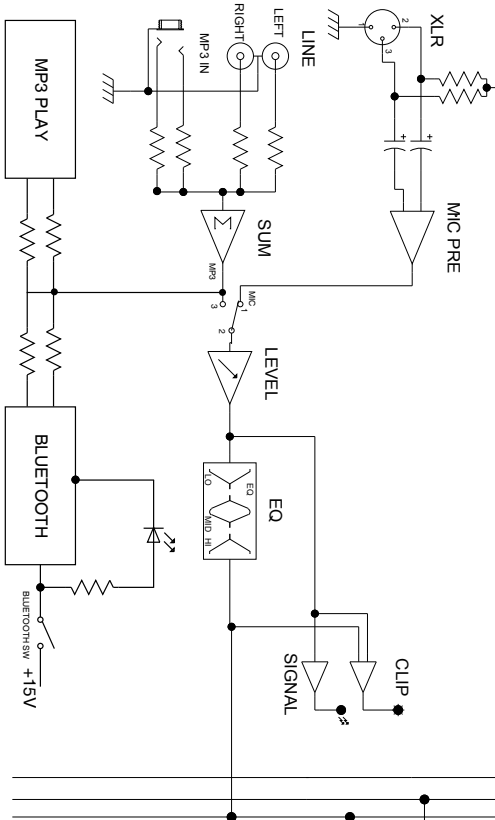 XLR
1
2
3
+
+
MIC PRE
LINE
LEFT
RIGHT
MP3 IN
Σ
SUM
MP3
MIC
1
3
2
LEVEL
EQ
EQ
LO
MID
HI
CLIP
SIGNAL
MP3 PLAY
BLUETOOTH
BLUETOOTH SW
+15V